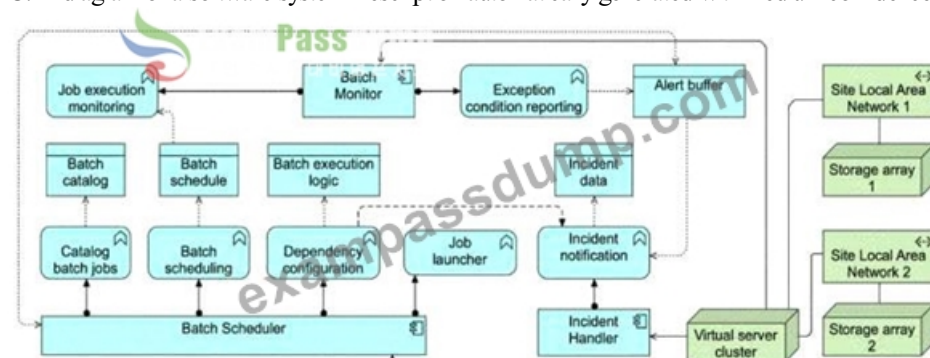 Pass
Job execution
monitoring
Batch
Monitor
Exception
condition reporting
Alert buffer
Site Local Area
Network 1
Storage array
1
Batch
catalog
Batch
schedule
Batch execution
logic
Incident
data
Catalog
batch jobs
Batch
scheduling
Dependency
configuration
Job
launcher
Incident
notification
Site Local Area
Network 2
Storage array
2
Batch Scheduler
Incident
Handler
Virtual server
cluster
exampassdump.com